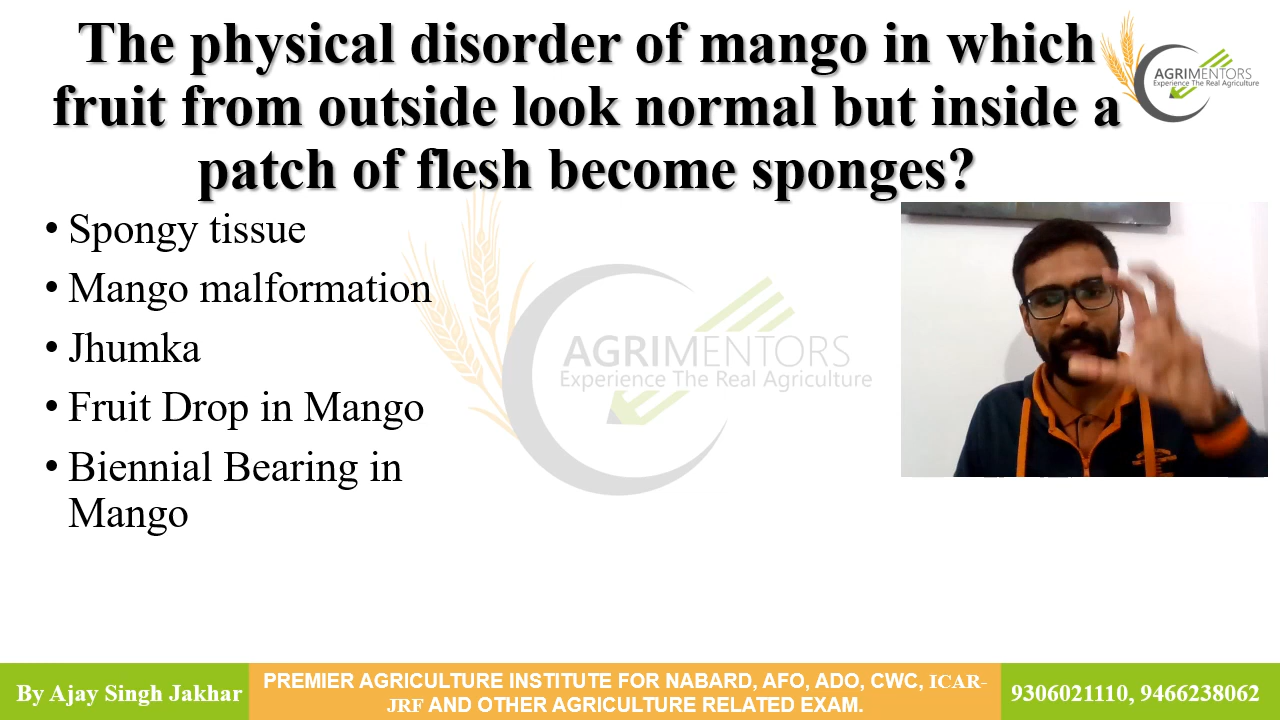 The physical disorder of mango in which
fruit from outside look normal but inside a
patch of flesh become sponges?
AGRIMENTORS
Experience The Real Agriculture
• Spongy tissue
• Mango malformation
• Jhumka
• Fruit Drop in Mango
• Biennial Bearing in
Mango
AGRIMENTORS
Experience The Real Agriculture
By Ajay Singh Jakhar
PREMIER AGRICULTURE INSTITUTE FOR NABARD, AFO, ADO, CWC, ICAR-
JRF AND OTHER AGRICULTURE RELATED EXAM.
9306021110, 9466238062